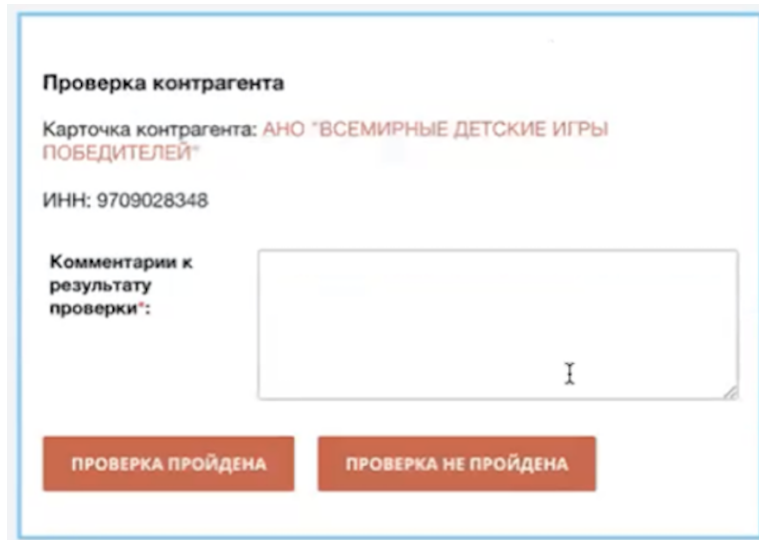 Проверка контрагента
Карточка контрагента: АНО "ВСЕМИРНЫЕ ДЕТСКИЕ ИГРЫ
ПОБЕДИТЕЛЕЙ"
ИНН: 9709028348
Комментарии к
результату
проверки*:
ПРОВЕРКА ПРОЙДЕНА
ПРОВЕРКА НЕ ПРОЙДЕНА